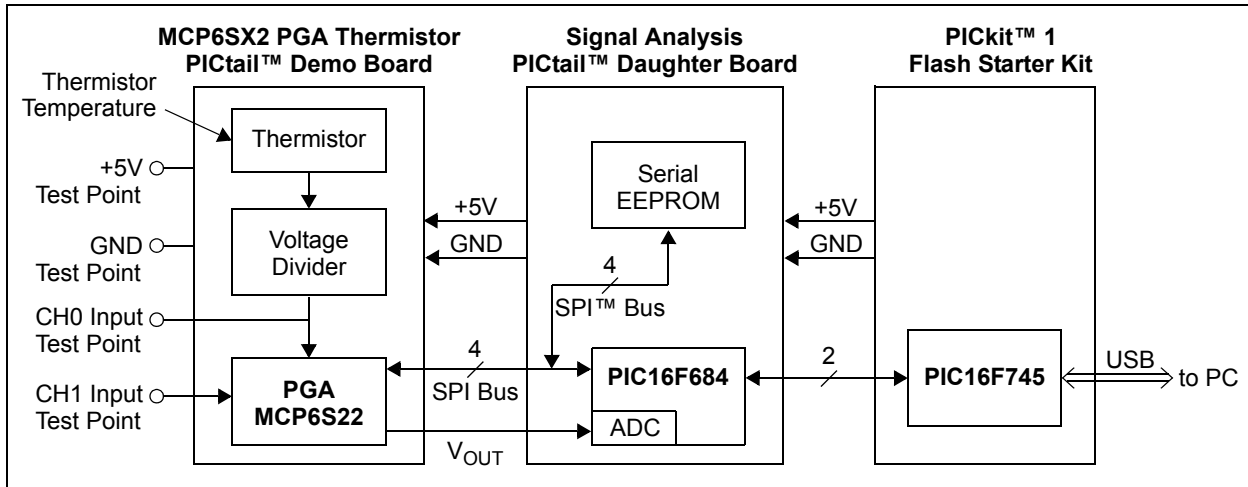 MCP6SX2 PGA Thermistor
PICtail™ Demo Board
Signal Analysis
PICtail™ Daughter Board
PICkit™ 1
Flash Starter Kit
Thermistor
Temperature
Thermistor
+5V
Test Point
Voltage
Divider
GND
Test Point
CH0 Input
Test Point
CH1 Input
Test Point
PGA
MCP6S22
+5V
GND
4
SPI Bus
VOUT
Serial
EEPROM
4
SPI™ Bus
PIC16F684
ADC
+5V
GND
2
PIC16F745
USB
to PC